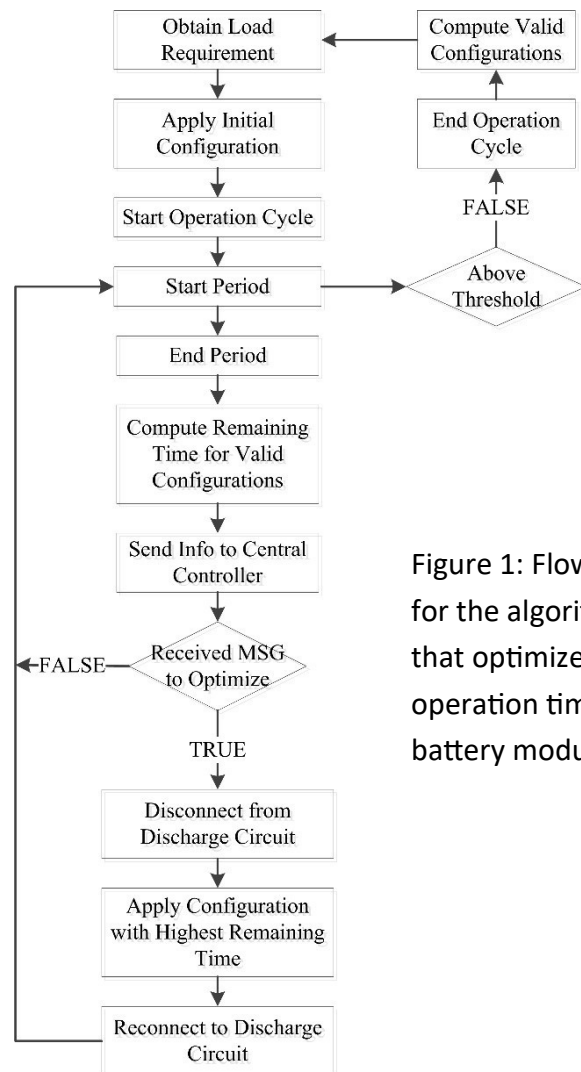 Obtain Load
Requirement
Compute Valid
Configurations
Apply Initial
Configuration
End Operation
Cycle
Start Operation Cycle
FALSE
Start Period
Above
Threshold
End Period
Compute Remaining
Time for Valid
Configurations
Send Info to Central
Controller
Received MSG
to Optimize
FALSE
TRUE
Disconnect from
Discharge Circuit
Apply Configuration
with Highest Remaining
Time
Reconnect to Discharge
Circuit
Figure 1: Flow
for the algorit
that optimize
operation tim
battery modu